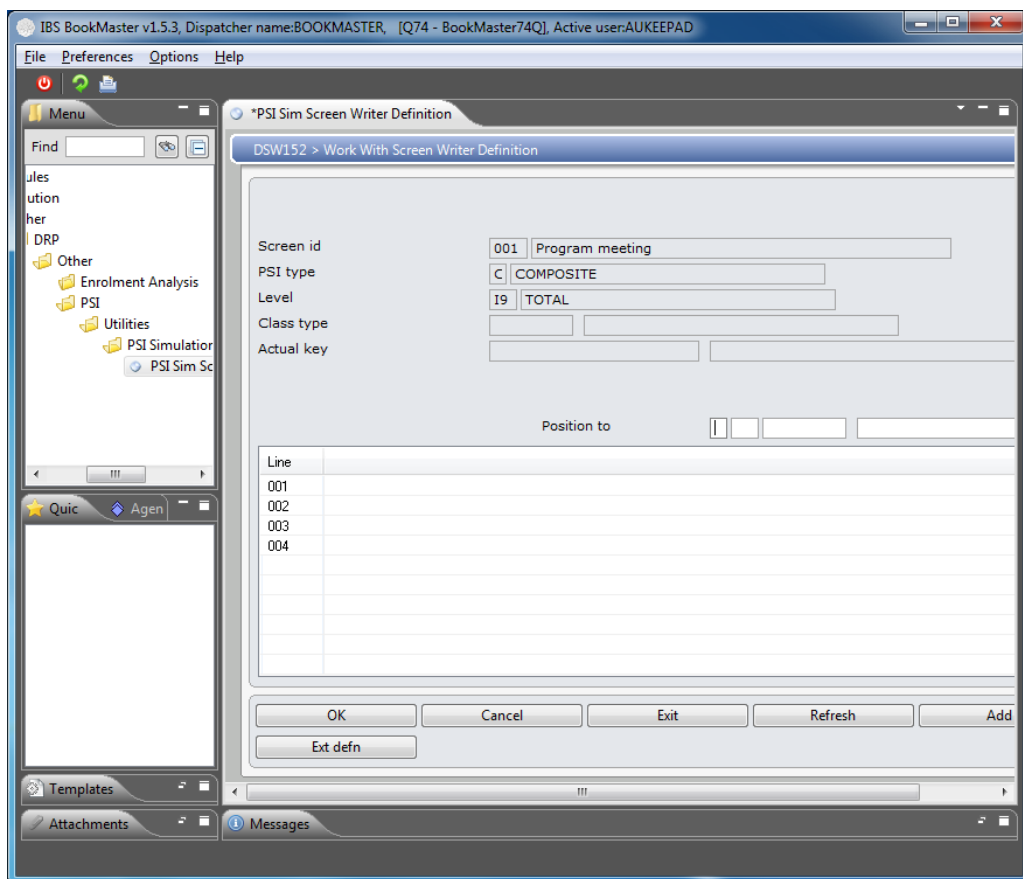 IBS BookMaster v1.5.3, Dispatcher name:BOOKMASTER, [Q74 - BookMaster74Q], Active user:AUKEEPAD
File Preferences Options Help
Menu
*PSI Sim Screen Writer Definition
Find
DSW152 > Work With Screen Writer Definition
ules
ution
her
DRP
Other
Enrolment Analysis
PSI
Utilities
PSI Simulation
PSI Sim Sc
Screen id 001 Program meeting
PSI type C COMPOSITE
Level I9 TOTAL
Class type
Actual key
Position to
Line
001
002
003
004
Quic Agen
OK Cancel Exit Refresh Add
Ext defn
Templates
Attachments
Messages